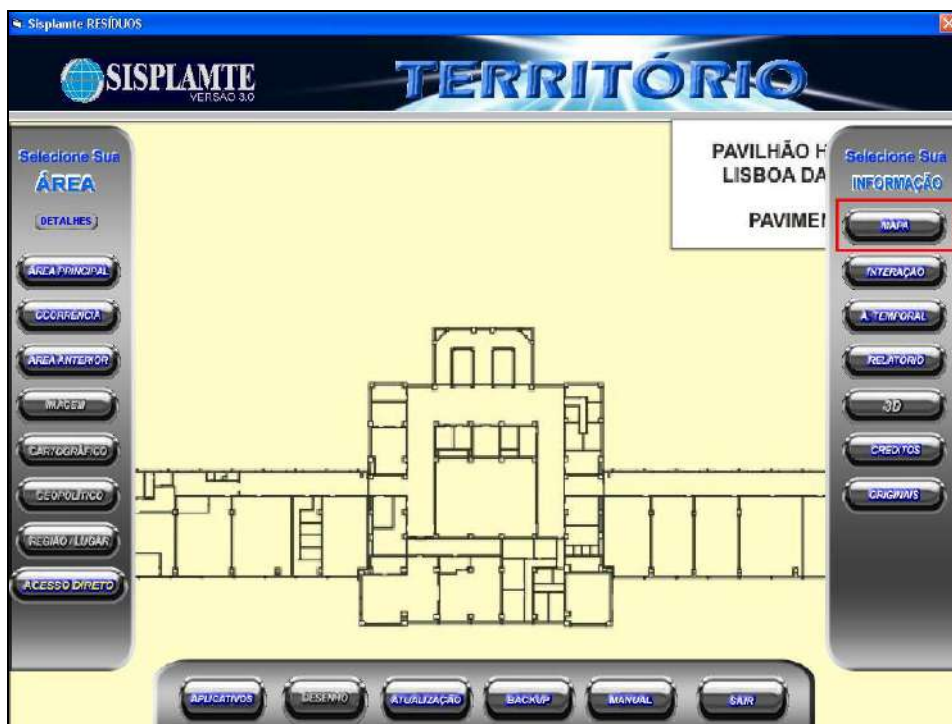 Sisplamte RESÍDUOS
SISPLAMTE
VERSÃO 3.0
TERRITÓRIO
Selecione Sua
ÁREA
DETALHES
ÁREA PRINCIPAL
OCORRÊNCIA
ÁREA ANTERIOR
IMAGEM
CARTOGRÁFICO
GEOPOLÍTICO
REGIÃO / LUGAR
ACESSO DIRETO
PAVILHÃO H
LISBOA DA
PAVIMEN
Selecione Sua
INFORMAÇÃO
MAPA
INTERAÇÃO
A. TEMPORAL
RELATÓRIO
3D
CRÉDITOS
ORIGINAIS
APLICATIVOS
DESENHO
ATUALIZAÇÃO
BACKUP
MANUAL
SAIR